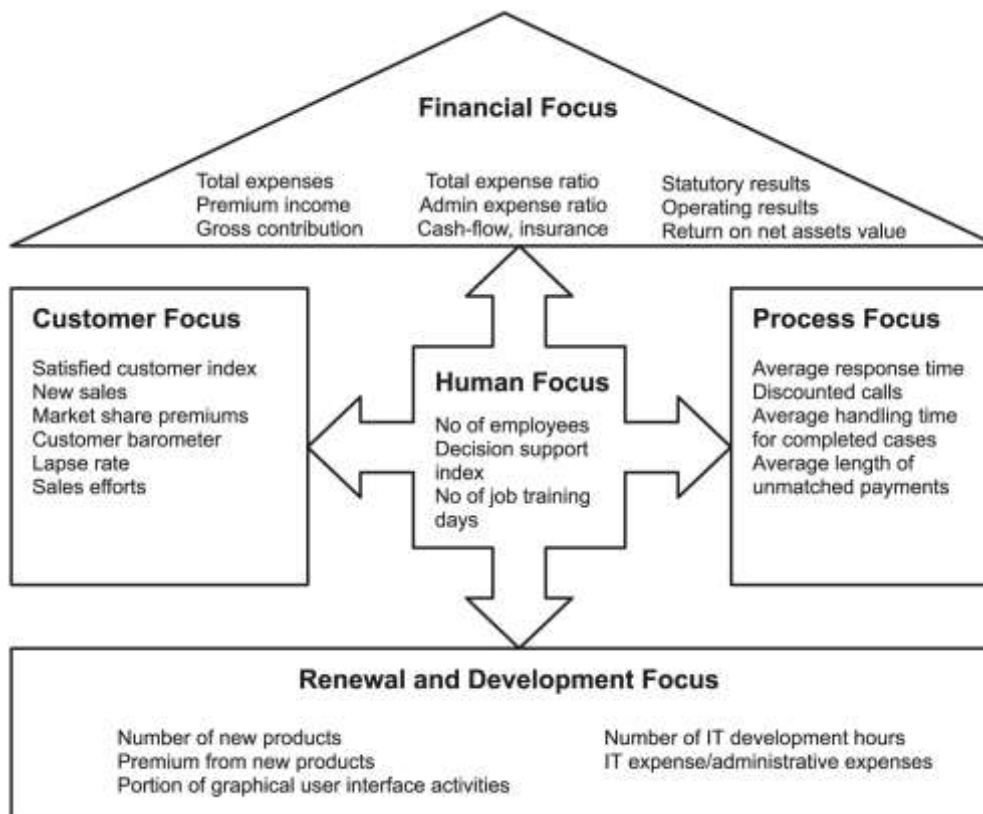 Financial Focus
Total expenses
Premium income
Gross contribution
Total expense ratio
Admin expense ratio
Cash-flow, insurance
Statutory results
Operating results
Return on net assets value
Customer Focus
Satisfied customer index
New sales
Market share premiums
Customer barometer
Lapse rate
Sales efforts
Human Focus
No of employees
Decision support
index
No of job training
days
Process Focus
Average response time
Discounted calls
Average handling time
for completed cases
Average length of
unmatched payments
Renewal and Development Focus
Number of new products
Premium from new products
Portion of graphical user interface activities
Number of IT development hours
IT expense/administrative expenses